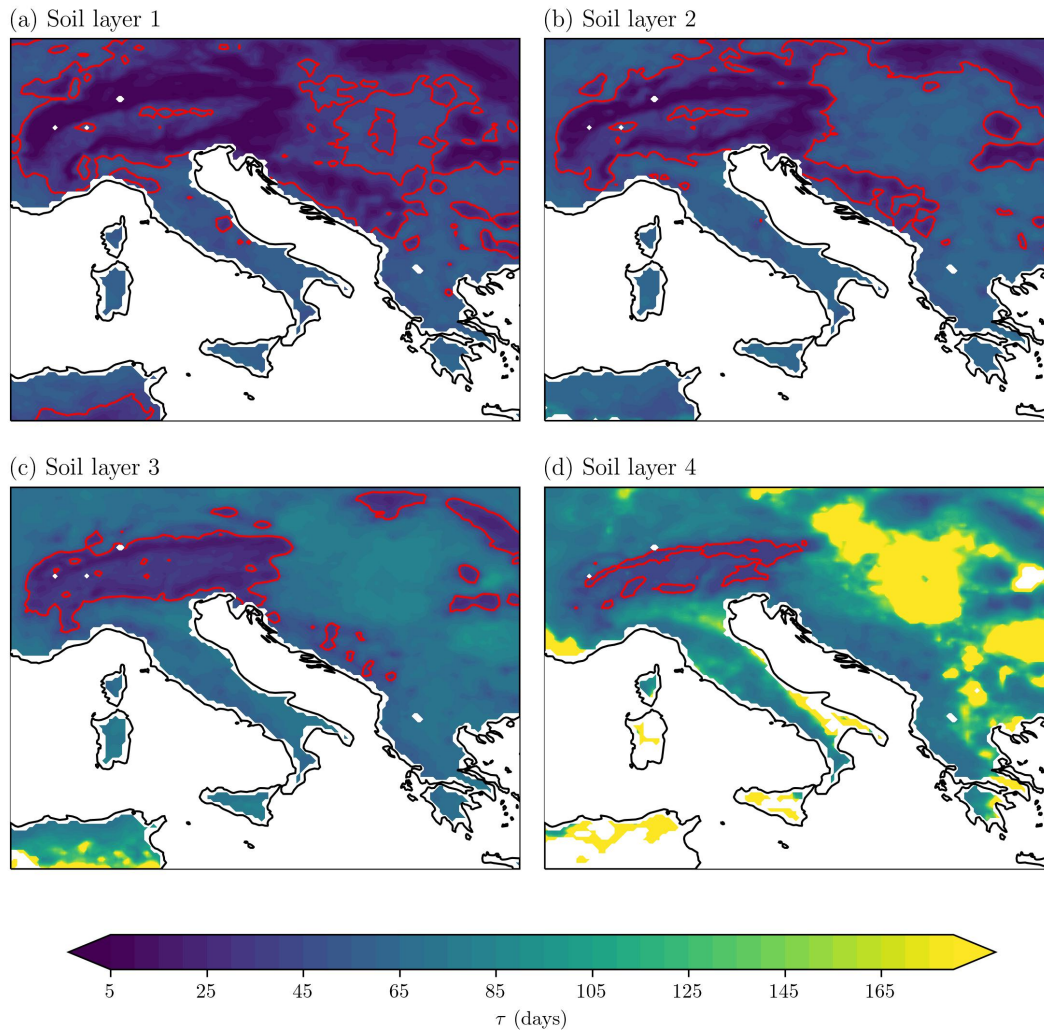 (a) Soil layer 1
(b) Soil layer 2
(c) Soil layer 3
(d) Soil layer 4
5 25 45 65 85 105 125 145 165
τ (days)